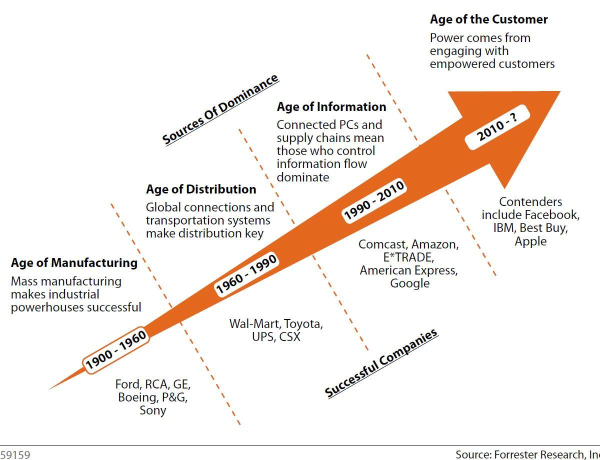 Age of the Customer
Power comes from
engaging with
empowered customers
Sources Of Dominance
Age of Information
Connected PCs and
supply chains mean
those who control
information flow
dominate
2010 - ?
Age of Distribution
Global connections and
transportation systems
make distribution key
1990 - 2010
Contenders
include Facebook,
IBM, Best Buy,
Apple
Age of Manufacturing
Mass manufacturing
makes industrial
powerhouses successful
1960 - 1990
Comcast, Amazon,
E*TRADE,
American Express,
Google
1900 - 1960
Wal-Mart, Toyota,
UPS, CSX
Successful Companies
Ford, RCA, GE,
Boeing, P&G,
Sony
59159
Source: Forrester Research, Inc